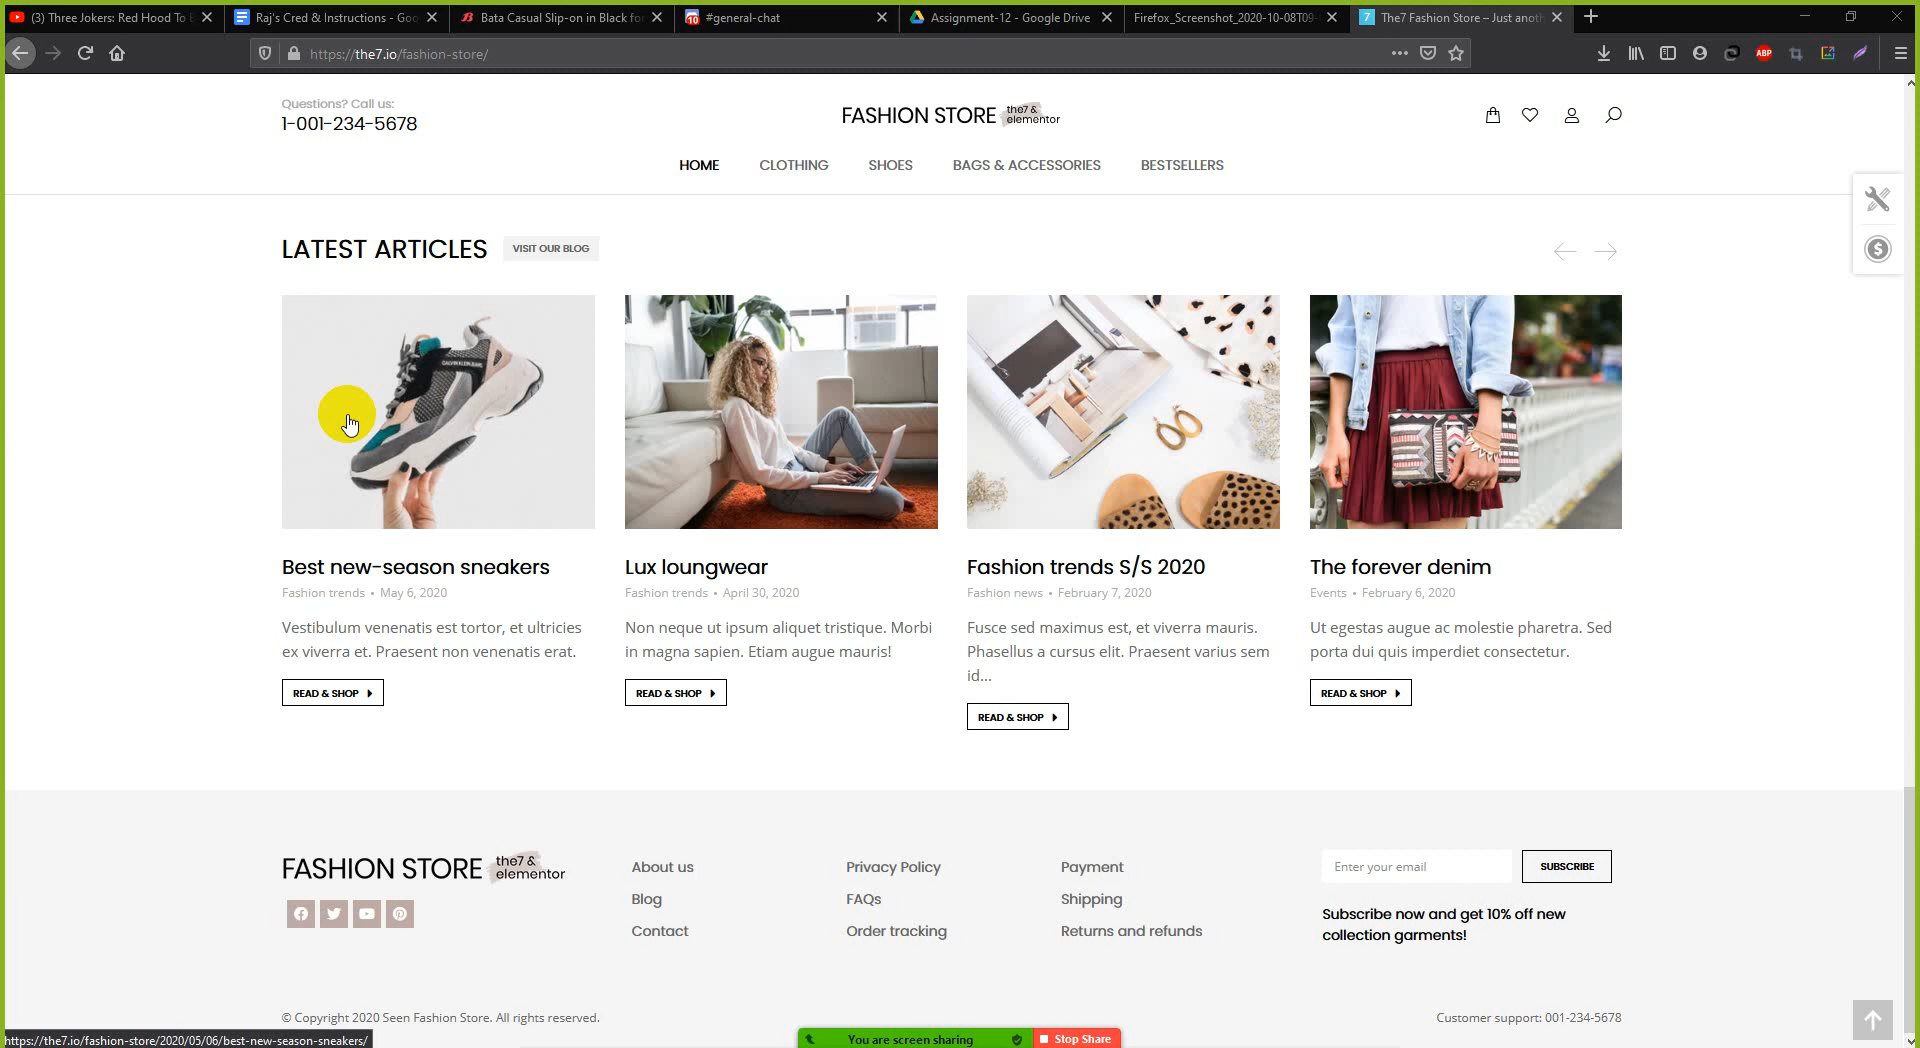 (3) Three Jokers: Red Hood To B
Raj's Cred & Instructions - Goo
Bata Casual Slip-on in Black for
#general-chat
Assignment-12 - Google Drive
Firefox_Screenshot_2020-10-08T09-
The7 Fashion Store – Just anoth
https://the7.io/fashion-store/
ABP
Questions? Call us:
1-001-234-5678
FASHION STORE the7 & elementor
HOME CLOTHING SHOES BAGS & ACCESSORIES BESTSELLERS
LATEST ARTICLES VISIT OUR BLOG
CALVIN KLEIN JEANS
Best new-season sneakers
Fashion trends • May 6, 2020
Vestibulum venenatis est tortor, et ultricies
ex viverra et. Praesent non venenatis erat.
READ & SHOP
Lux loungwear
Fashion trends • April 30, 2020
Non neque ut ipsum aliquet tristique. Morbi
in magna sapien. Etiam augue mauris!
READ & SHOP
Fashion trends S/S 2020
Fashion news • February 7, 2020
Fusce sed maximus est, et viverra mauris.
Phasellus a cursus elit. Praesent varius sem
id...
READ & SHOP
The forever denim
Events • February 6, 2020
Ut egestas augue ac molestie pharetra. Sed
porta dui quis imperdiet consectetur.
READ & SHOP
FASHION STORE the7 & elementor
About us
Blog
Contact
Privacy Policy
FAQs
Order tracking
Payment
Shipping
Returns and refunds
Enter your email SUBSCRIBE
Subscribe now and get 10% off new
collection garments!
© Copyright 2020 Seen Fashion Store. All rights reserved.
Customer support: 001-234-5678
https://the7.io/fashion-store/2020/05/06/best-new-season-sneakers/
You are screen sharing Stop Share